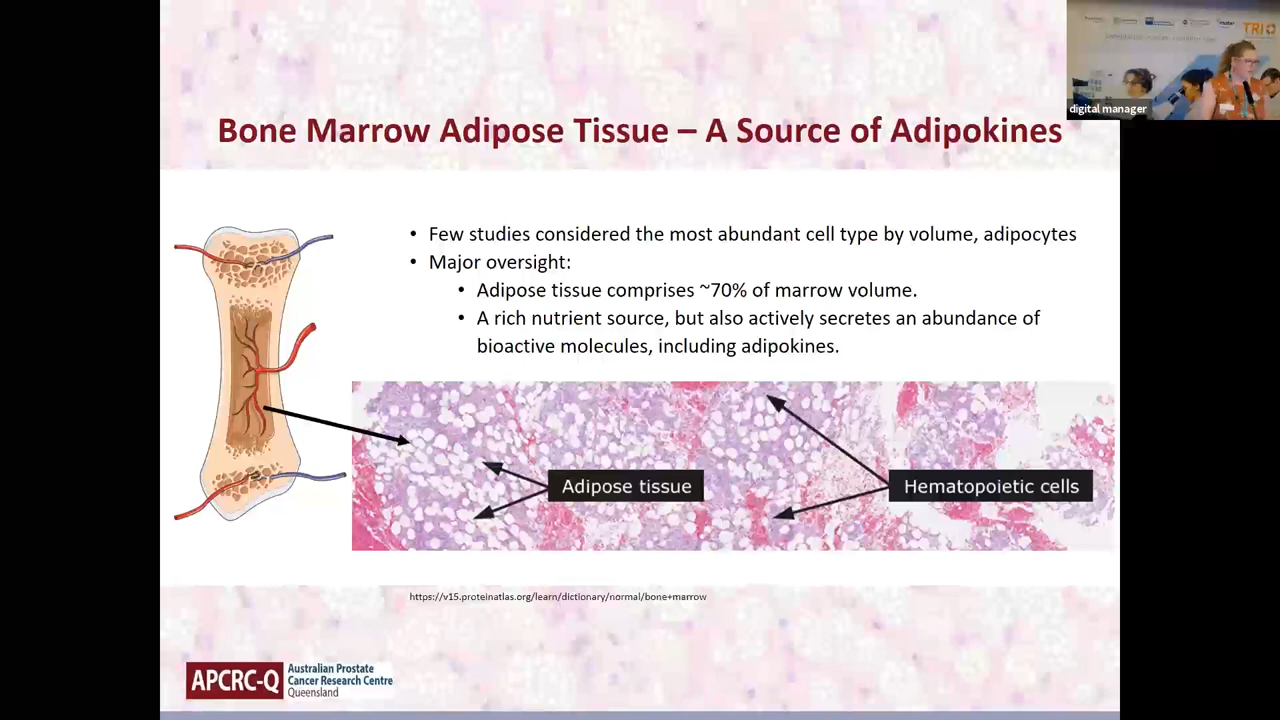 TRI
digital manager
Bone Marrow Adipose Tissue – A Source of Adipokines
• Few studies considered the most abundant cell type by volume, adipocytes
• Major oversight:
• Adipose tissue comprises ~70% of marrow volume.
• A rich nutrient source, but also actively secretes an abundance of
bioactive molecules, including adipokines.
Adipose tissue
Hematopoietic cells
https://v15.proteinatlas.org/learn/dictionary/normal/bone+marrow
APCRC-Q
Australian Prostate
Cancer Research Centre
Queensland